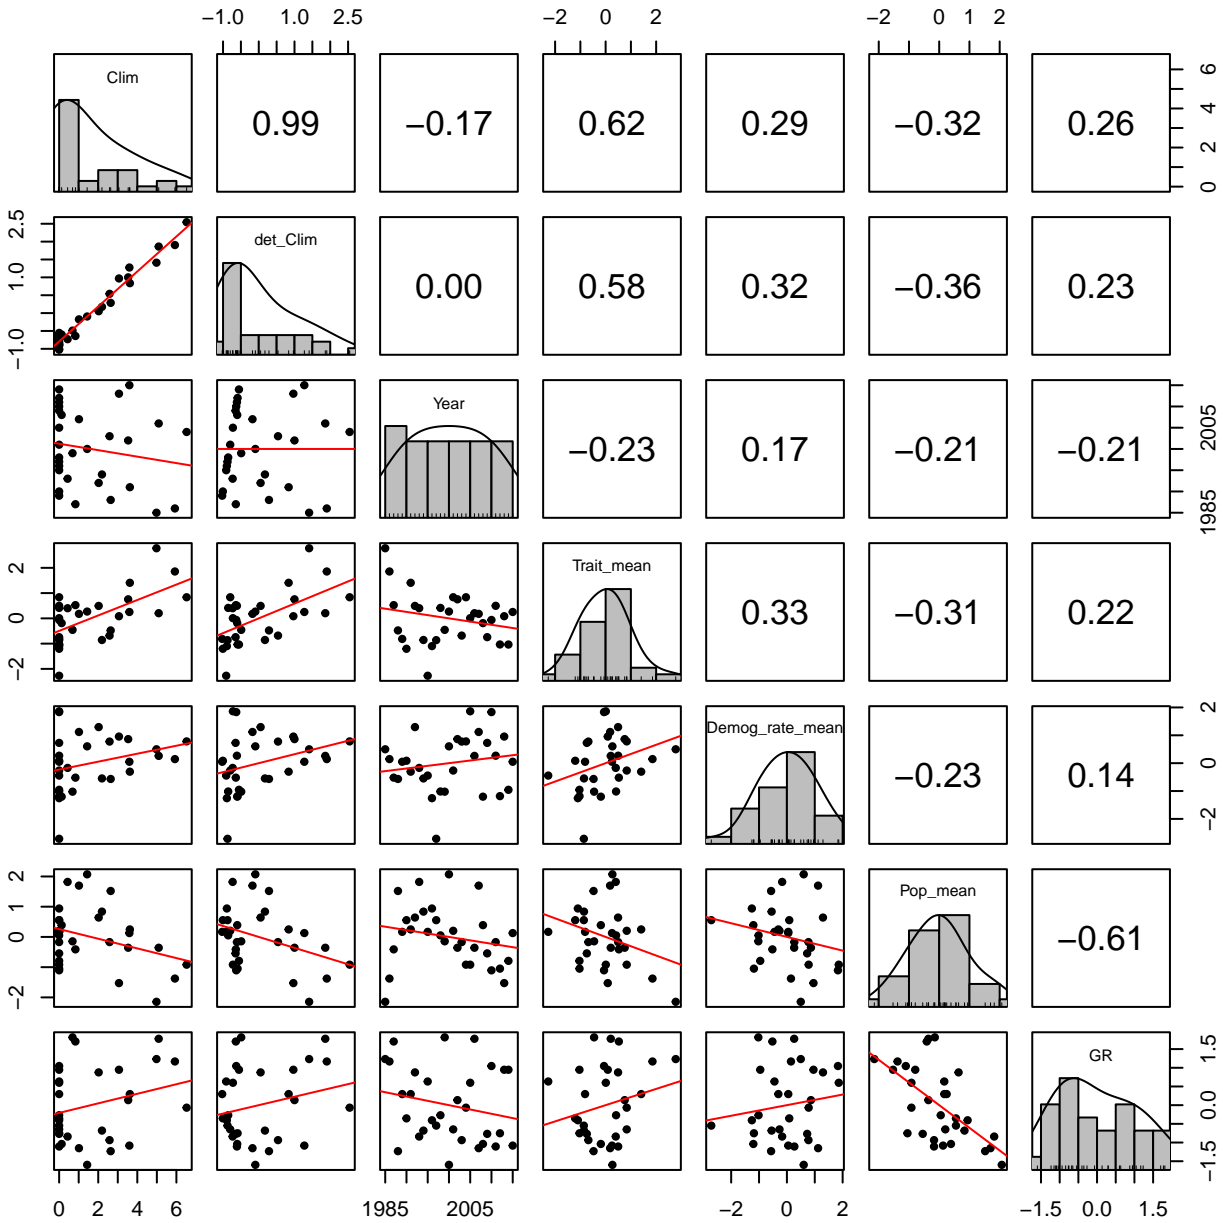 −1.0 1.0 2.5 −2 0 2 −2 0 2
Clim 0.99 −0.17 0.62 0.29 −0.32 0.26 0 2 4 6
−1.0 1.0 2.5 det_Clim 0.00 0.58 0.32 −0.36 0.23
Year −0.23 0.17 −0.21 −0.21 1985 2005
−2 0 2 Trait_mean 0.33 −0.31 0.22
Demog_rate_mean −0.23 0.14 −2 0 2
−2 0 1 2 Pop_mean −0.61
GR −1.5 0.0 1.5
0 2 4 6 1985 2005 −2 0 2 −1.5 0.0 1.5